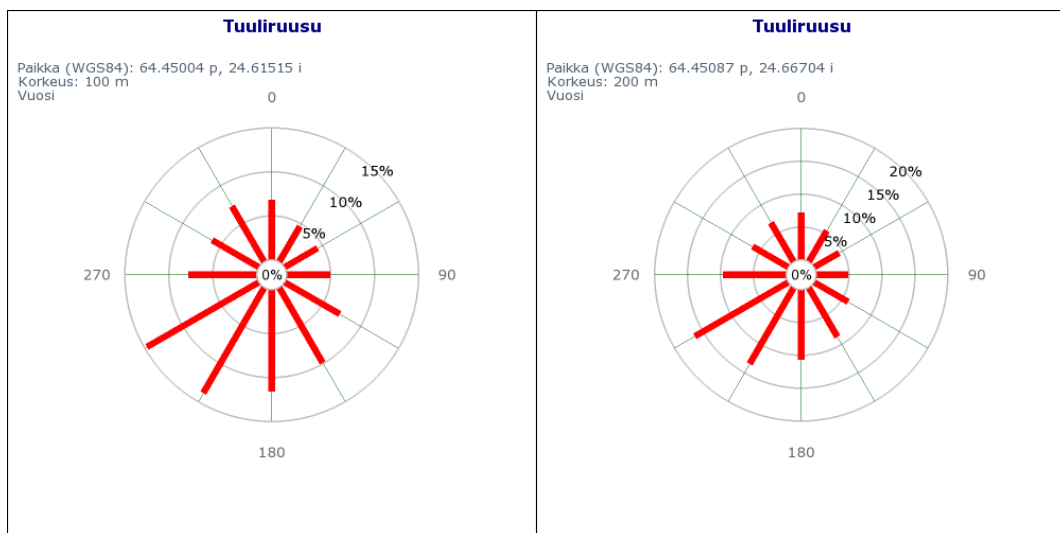 Tuuliruusu
Paikka (WGS84): 64.45004 p, 24.61515 i
Korkeus: 100 m
Vuosi
0
15%
10%
5%
270
0%
90
180
Tuuliruusu
Paikka (WGS84): 64.45087 p, 24.66704 i
Korkeus: 200 m
Vuosi
0
20%
15%
10%
5%
270
0%
90
180